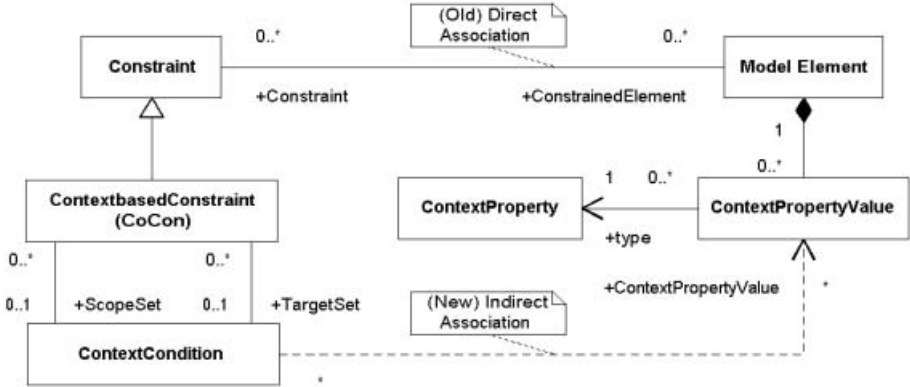 (Old) Direct
Association
0..*
0..*
Constraint
Model Element
+Constraint
+ConstrainedElement
1
0..*
ContextbasedConstraint
(CoCon)
ContextProperty
1
0..*
ContextPropertyValue
+type
0..*
0..*
+ContextPropertyValue
*
0..1
+ScopeSet
0..1
+TargetSet
(New) Indirect
Association
ContextCondition
*